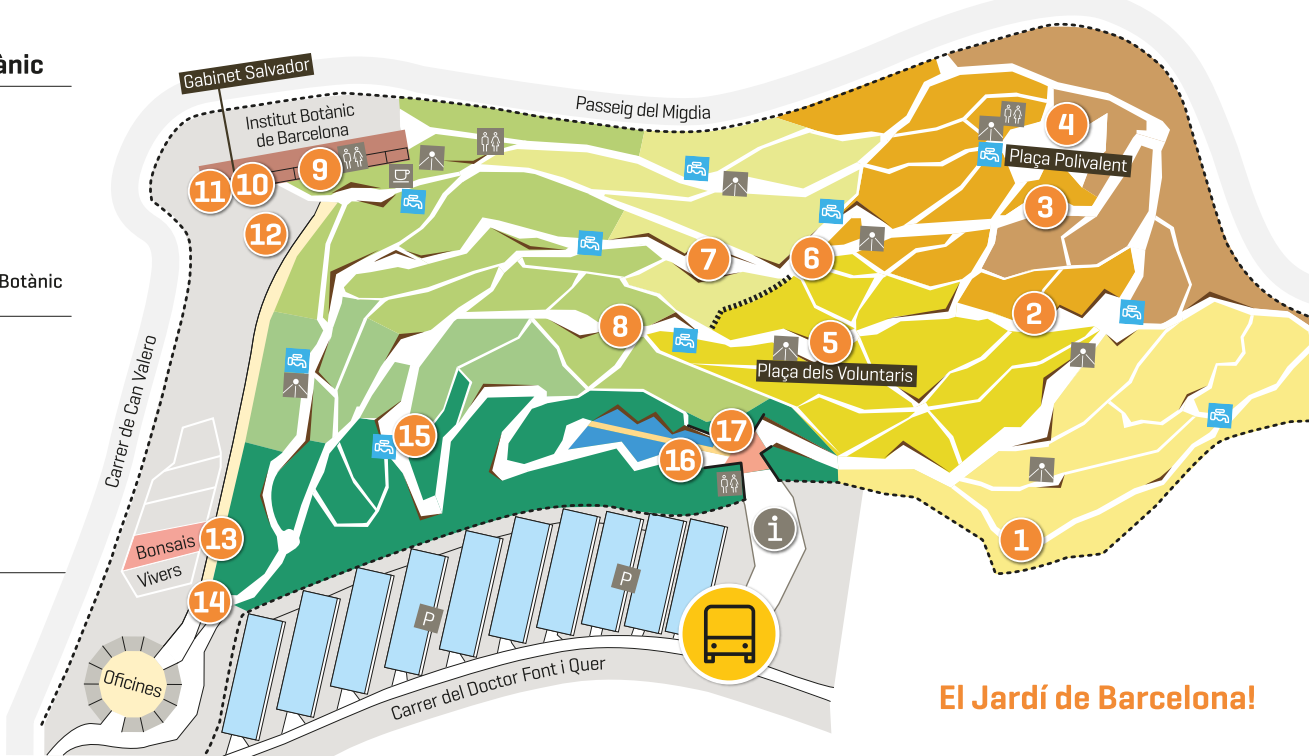 ànic
Gabinet Salvador
Passeig del Migdia
Institut Botànic
de Barcelona
4
Plaça Polivalent
9
11
10
3
12
7
6
Botànic
2
8
5
Plaça dels Voluntaris
Carrer de Can Valero
15
17
16
i
1
Bonsais
13
Vivers
14
P
P
Oficines
Carrer del Doctor Font i Quer
El Jardí de Barcelona!